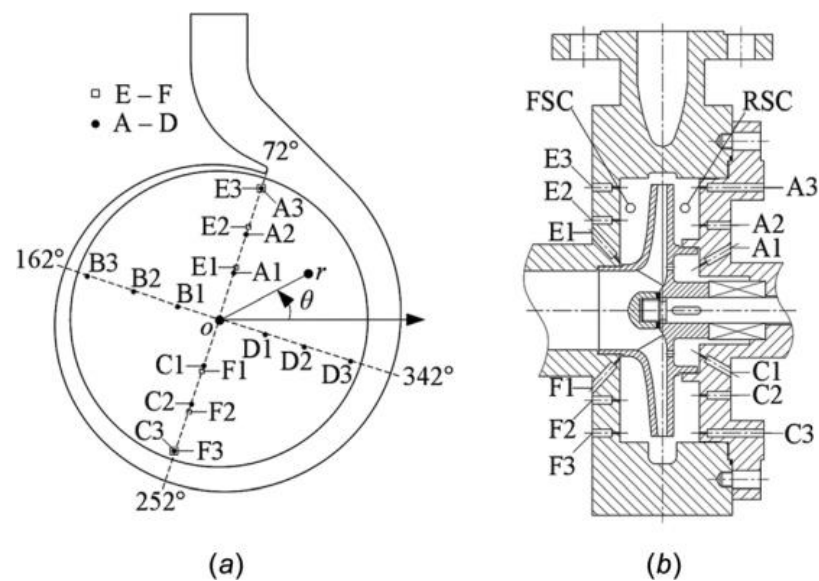 E – F
A – D
72°
E3
A3
E2
A2
162°
B3
B2
B1
E1
A1
r
θ
o
D1
D2
D3
C1
F1
C2
F2
C3
F3
342°
252°
(a)
FSC
RSC
E3
A3
E2
A2
E1
A1
F1
C1
F2
C2
F3
C3
(b)